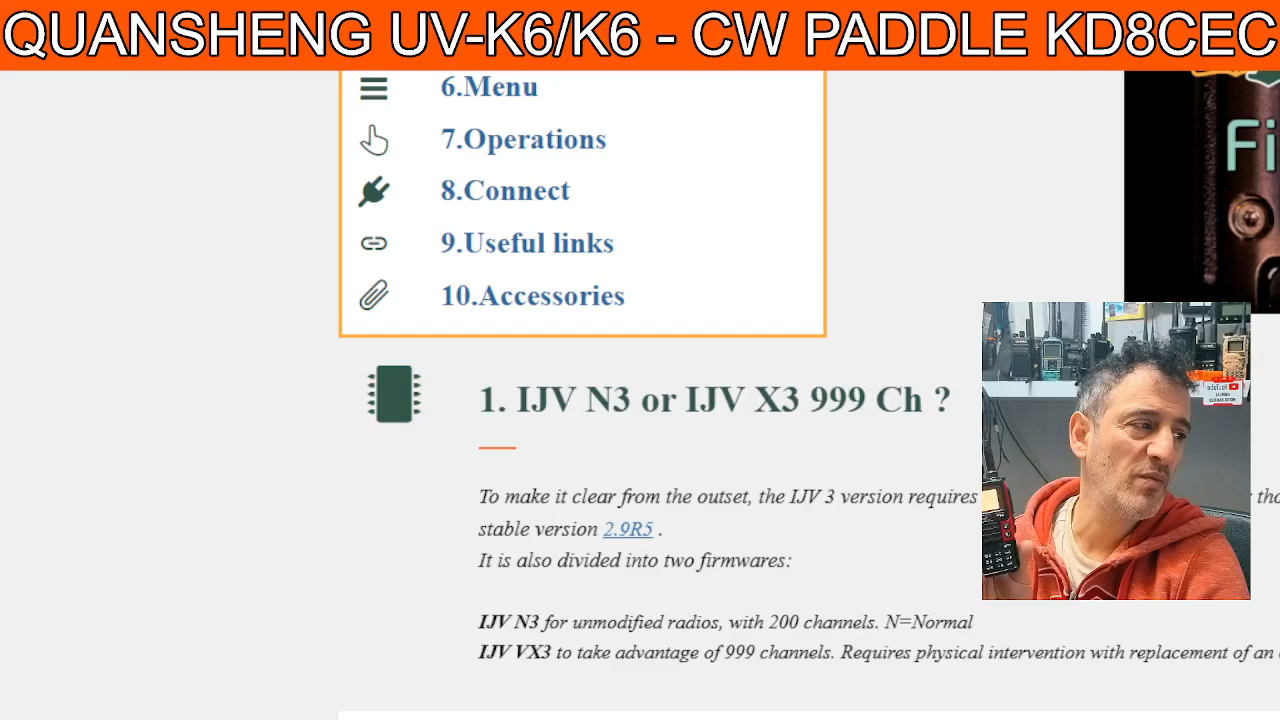 QUANSHENG UV-K6/K6 - CW PADDLE KD8CEC
6.Menu
7.Operations
8.Connect
9.Useful links
10.Accessories
Fi
1. IJV N3 or IJV X3 999 Ch ?
To make it clear from the outset, the IJV 3 version requires
stable version 2.9R5 .
It is also divided into two firmwares:
IJV N3 for unmodified radios, with 200 channels. N=Normal
IJV VX3 to take advantage of 999 channels. Requires physical intervention with replacement of an